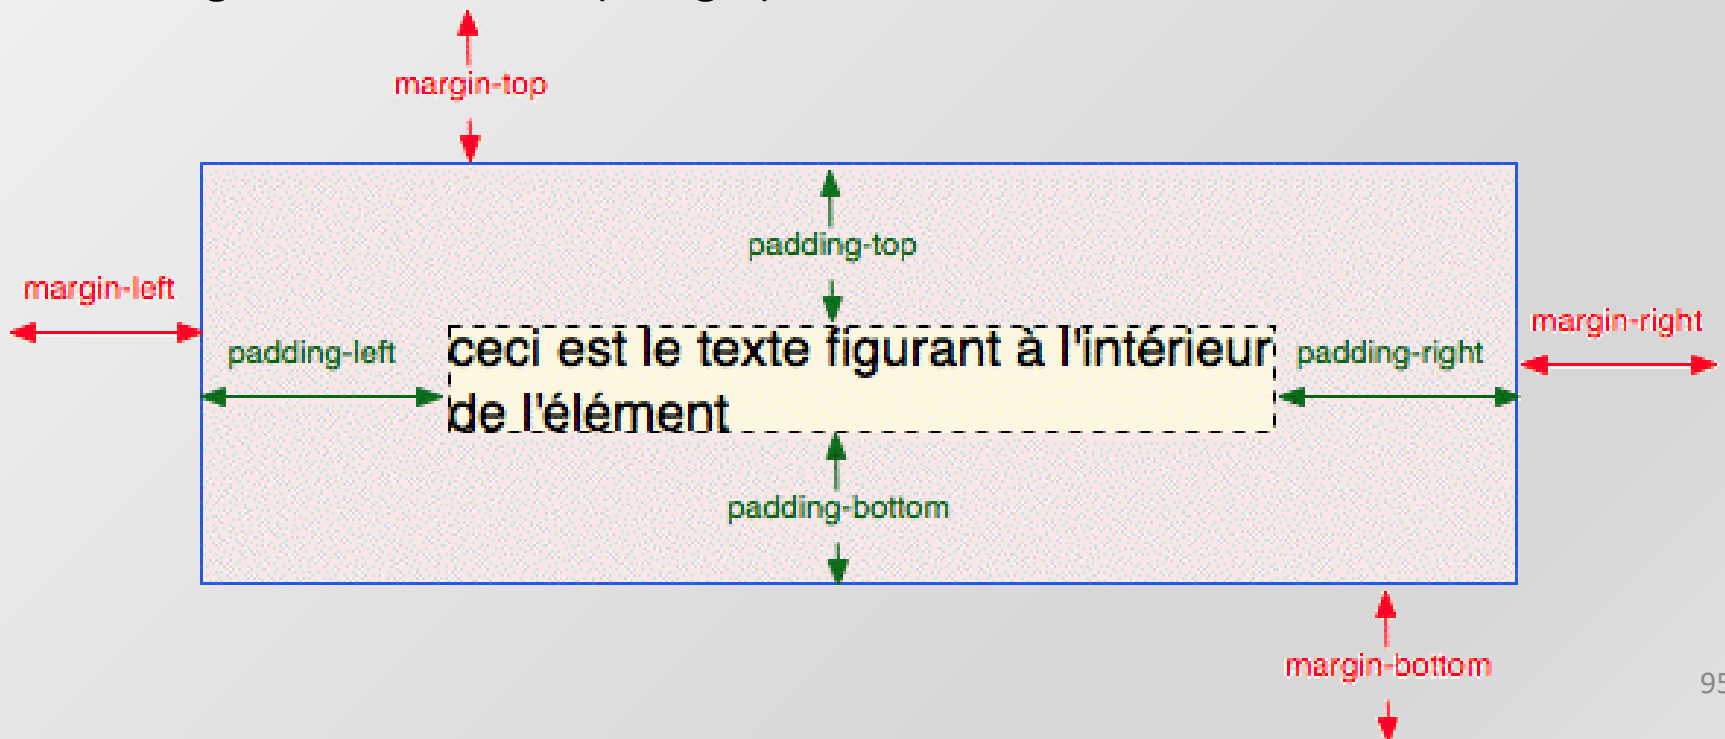 margin-top
padding-top
margin-left
margin-right
padding-left
ceci est le texte figurant à l'intérieur
padding-right
de l'élément
padding-bottom
margin-bottom